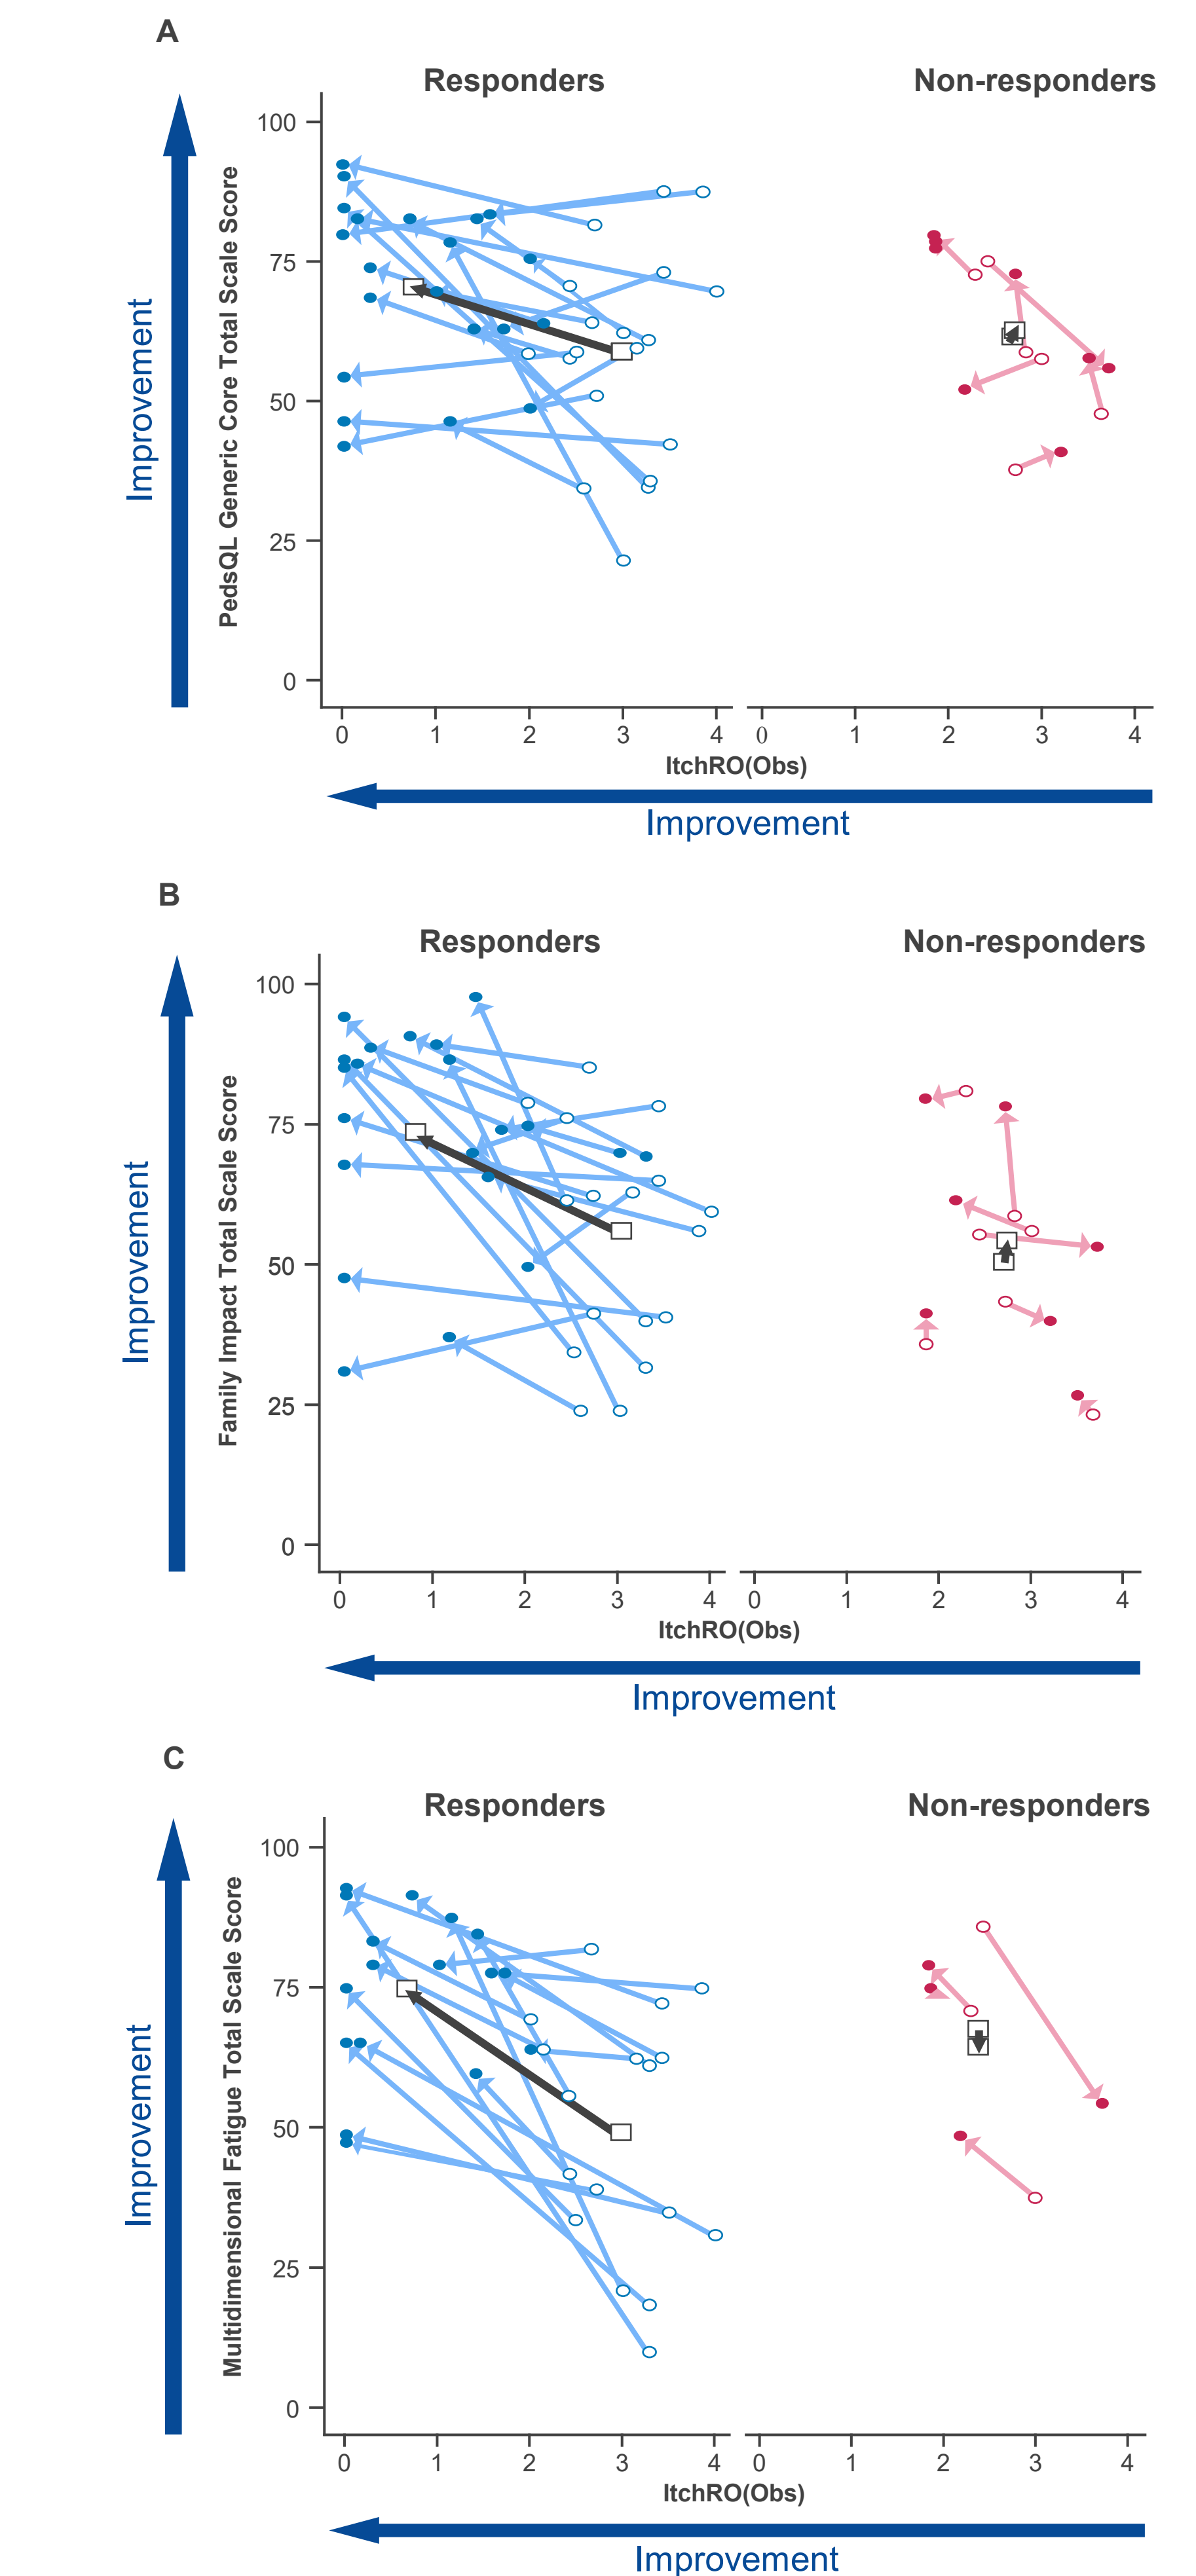 A
Responders
Non-responders
Improvement
PedsQL Generic Core Total Scale Score
100
75
50
25
0
0 1 2 3 4 0 1 2 3 4
ItchRO(Obs)
Improvement
B
Responders
Non-responders
Improvement
Family Impact Total Scale Score
100
75
50
25
0
0 1 2 3 4 0 1 2 3 4
ItchRO(Obs)
Improvement
C
Responders
Non-responders
Improvement
Multidimensional Fatigue Total Scale Score
100
75
50
25
0
0 1 2 3 4 0 1 2 3 4
ItchRO(Obs)
Improvement